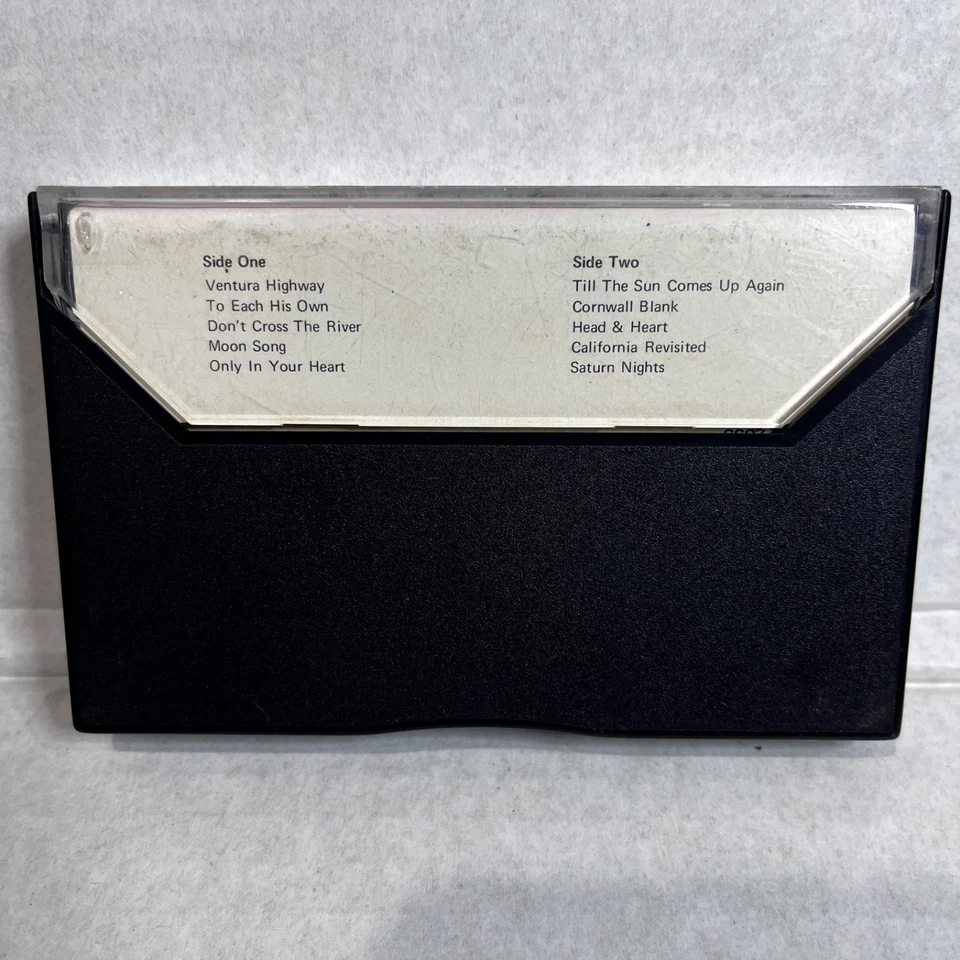 Side One
Ventura Highway
To Each His Own
Don't Cross The River
Moon Song
Only In Your Heart
Side Two
Till The Sun Comes Up Again
Cornwall Blank
Head & Heart
California Revisited
Saturn Nights